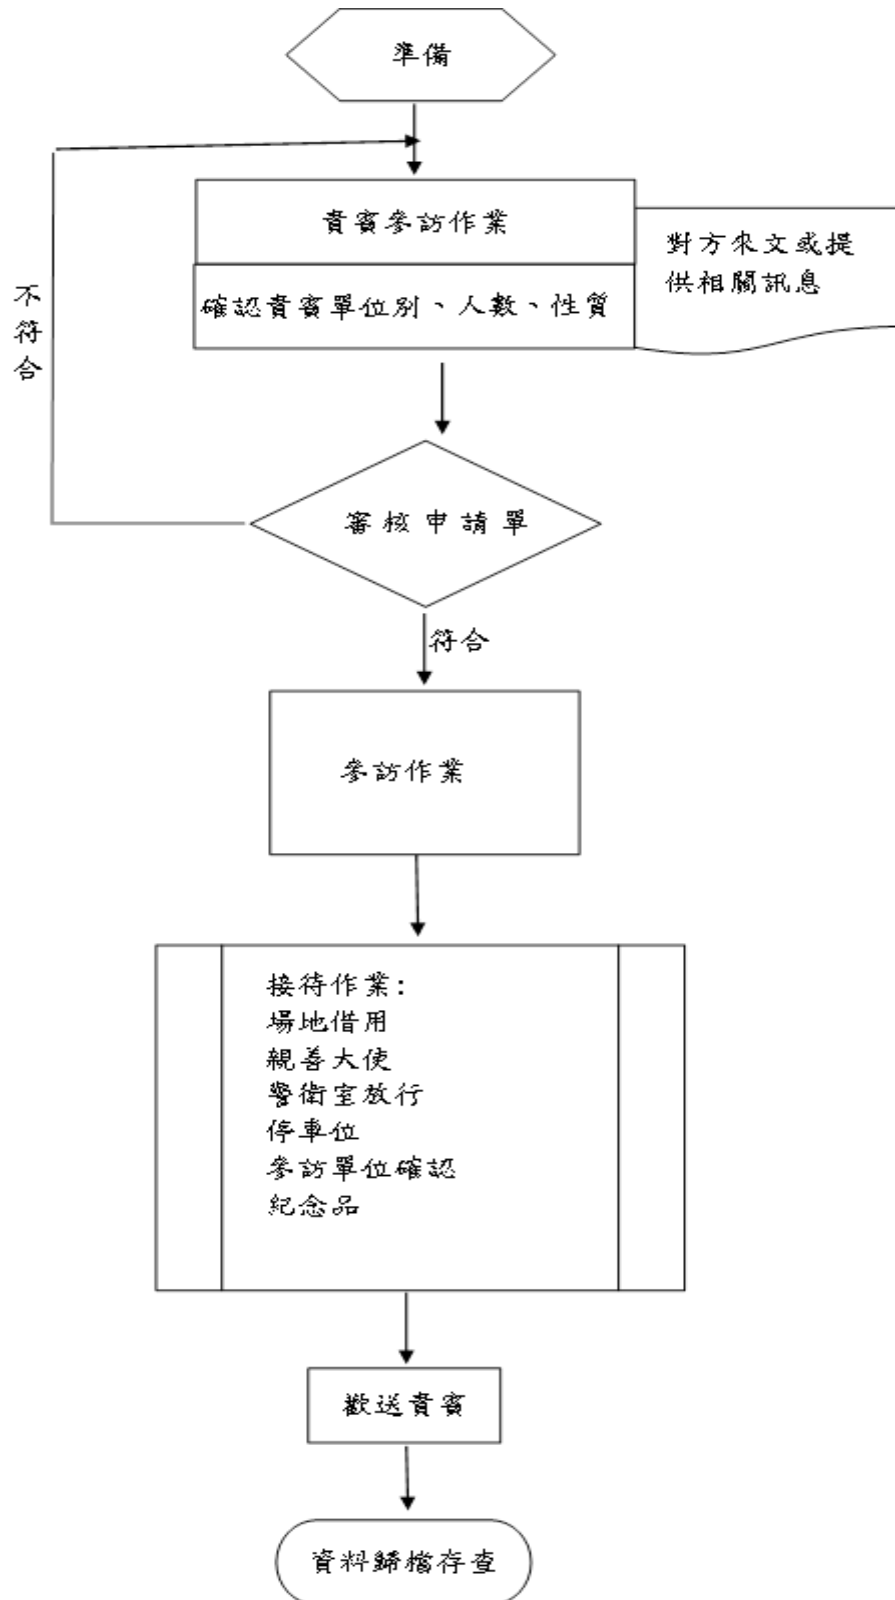 準備
貴賓參訪作業
對方來文或提
供相關訊息
確認貴賓單位別、人數、性質
不
符
合
審核申請單
符合
參訪作業
接待作業:
場地借用
親善大使
警衛室放行
停車位
參訪單位確認
紀念品
歡送貴賓
資料歸檔存查